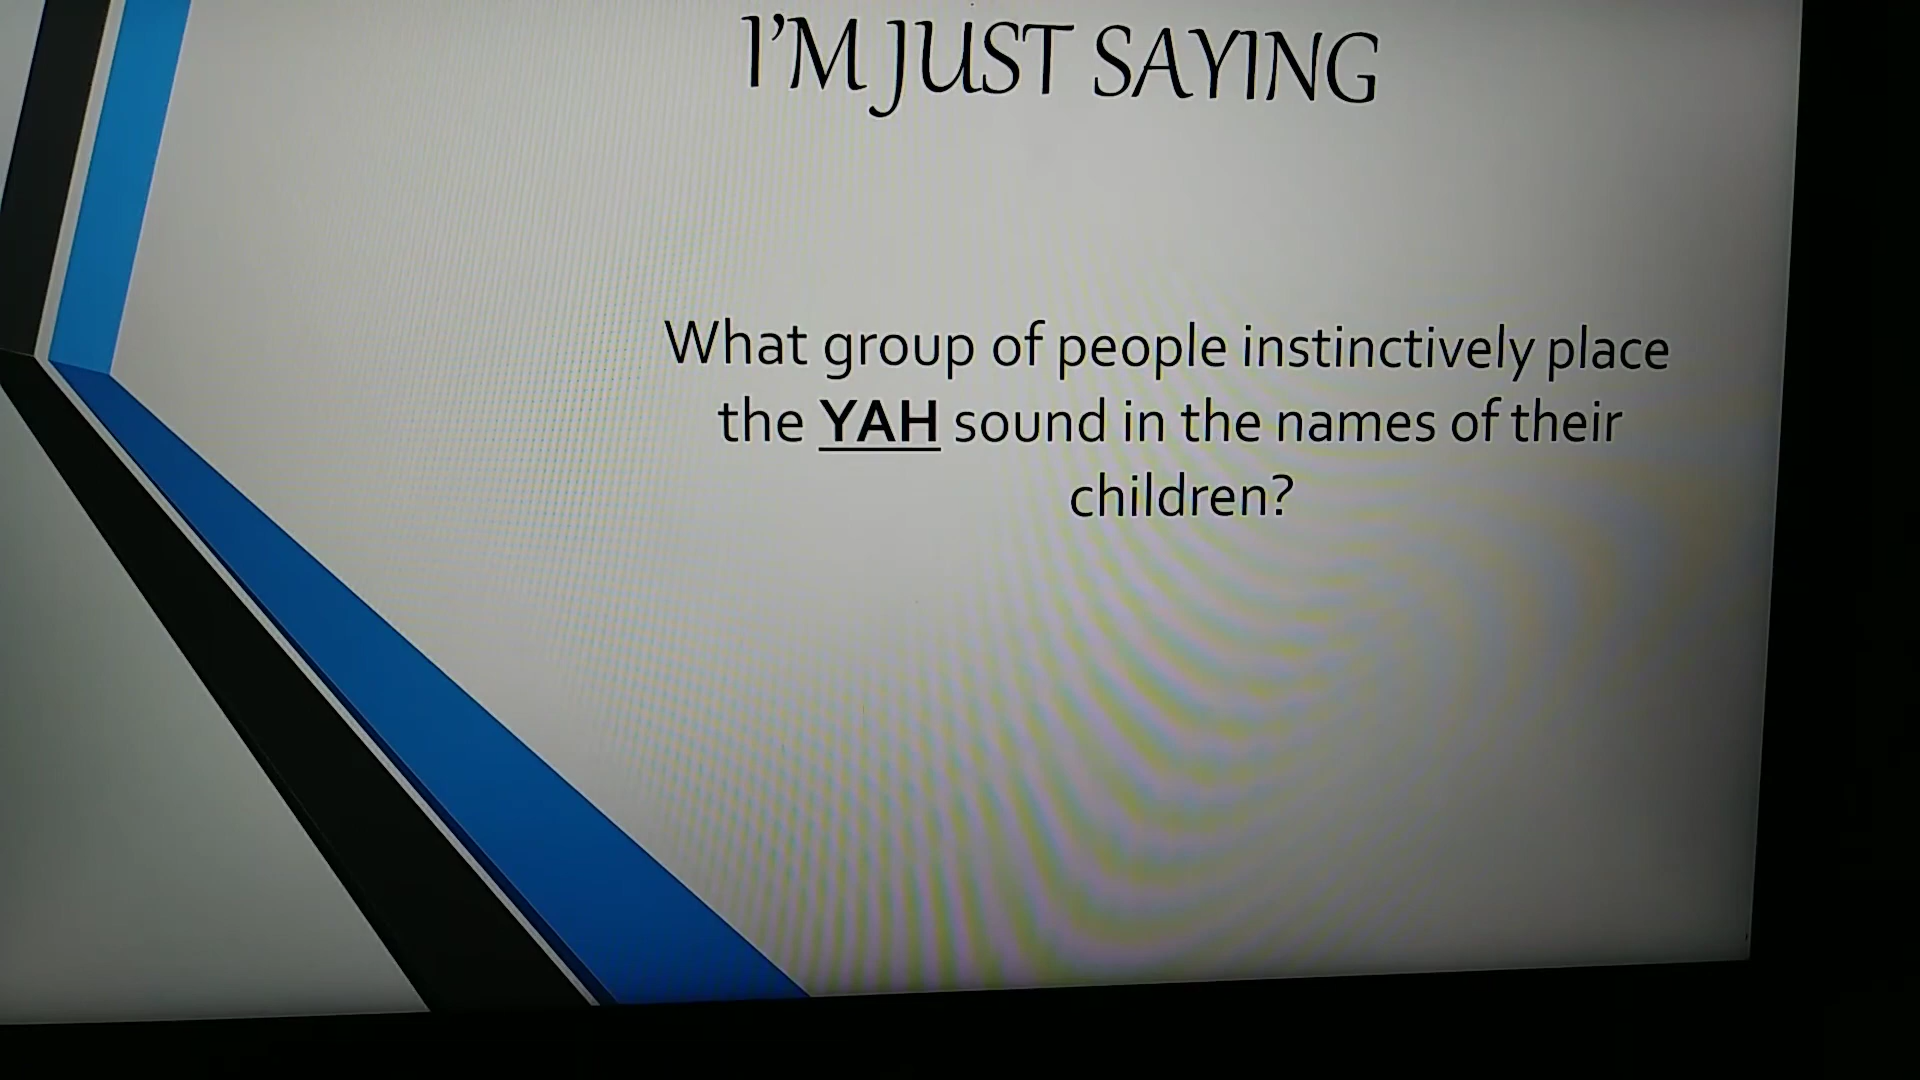 I'M JUST SAYING
What group of people instinctively place
the YAH sound in the names of their
children?